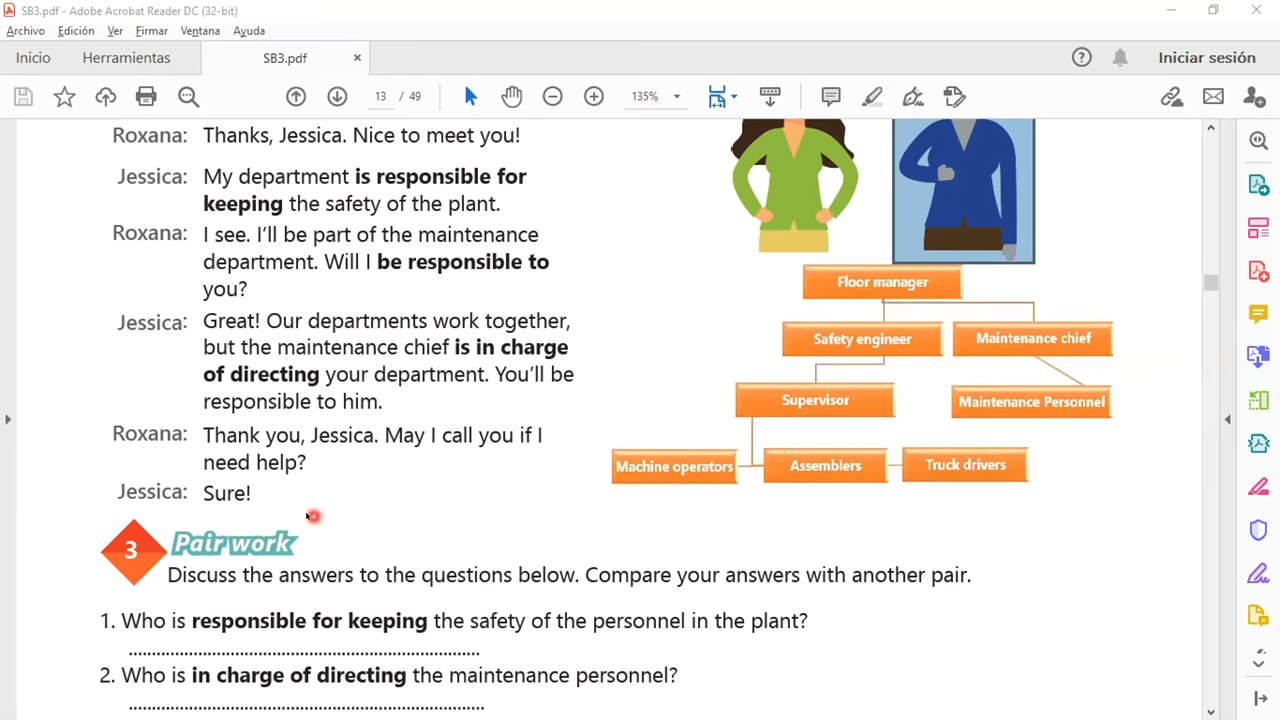 SB3.pdf - Adobe Acrobat Reader DC (32-bit)
Archivo Edición Ver Firmar Ventana Ayuda
Inicio Herramientas SB3.pdf × Iniciar sesión
13 / 49 135%
Roxana: Thanks, Jessica. Nice to meet you!
Jessica: My department is responsible for
keeping the safety of the plant.
Roxana: I see. I'll be part of the maintenance
department. Will I be responsible to
you?
Jessica: Great! Our departments work together,
but the maintenance chief is in charge
of directing your department. You'll be
responsible to him.
Roxana: Thank you, Jessica. May I call you if I
need help?
Jessica: Sure!
Floor manager
Safety engineer Maintenance chief
Supervisor Maintenance Personnel
Machine operators Assemblers Truck drivers
3 Pair work
Discuss the answers to the questions below. Compare your answers with another pair.
1. Who is responsible for keeping the safety of the personnel in the plant?
...........................................................................
2. Who is in charge of directing the maintenance personnel?
............................................................................